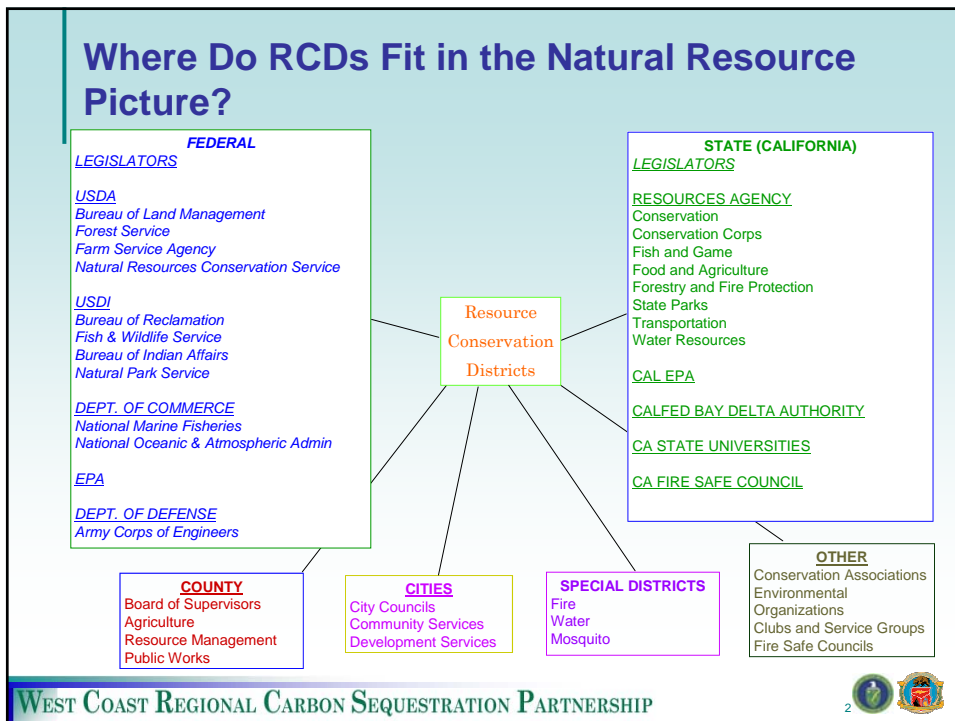 Where Do RCDs Fit in the Natural Resource
Picture?
FEDERAL
LEGISLATORS
USDA
Bureau of Land Management
Forest Service
Farm Service Agency
Natural Resources Conservation Service
USDI
Bureau of Reclamation
Fish & Wildlife Service
Bureau of Indian Affairs
Natural Park Service
DEPT. OF COMMERCE
National Marine Fisheries
National Oceanic & Atmospheric Admin
EPA
DEPT. OF DEFENSE
Army Corps of Engineers
Resource
Conservation
Districts
STATE (CALIFORNIA)
LEGISLATORS
RESOURCES AGENCY
Conservation
Conservation Corps
Fish and Game
Food and Agriculture
Forestry and Fire Protection
State Parks
Transportation
Water Resources
CAL EPA
CALFED BAY DELTA AUTHORITY
CA STATE UNIVERSITIES
CA FIRE SAFE COUNCIL
COUNTY
Board of Supervisors
Agriculture
Resource Management
Public Works
CITIES
City Councils
Community Services
Development Services
SPECIAL DISTRICTS
Fire
Water
Mosquito
OTHER
Conservation Associations
Environmental
Organizations
Clubs and Service Groups
Fire Safe Councils
WEST COAST REGIONAL CARBON SEQUESTRATION PARTNERSHIP
2